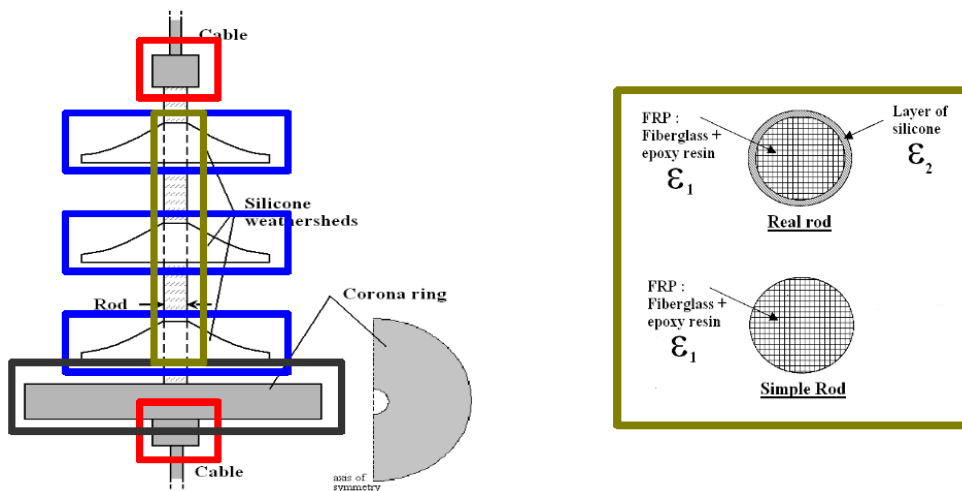 Cable
Silicone
weathersheds
Rod
Corona ring
Cable
axis of
symmetry
FRP :
Fiberglass +
epoxy resin
ε1
Layer of
silicone
ε2
Real rod
FRP :
Fiberglass +
epoxy resin
ε1
Simple Rod